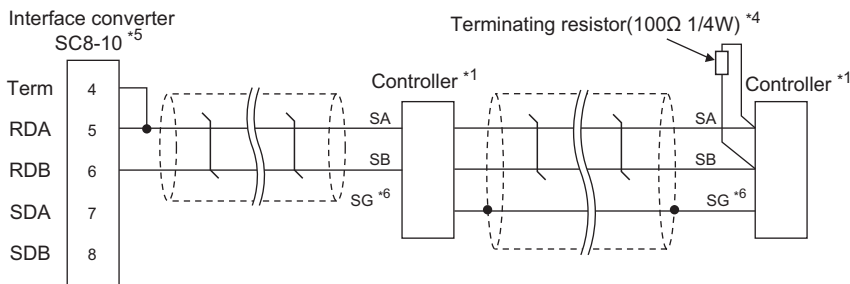 Interface converter
SC8-10 *5
Terminating resistor(100Ω 1/4W) *4
Controller *1
Controller *1
Term 4
RDA 5 SA SA
RDB 6 SB SB
SDA 7 SG *6 SG *6
SDB 8